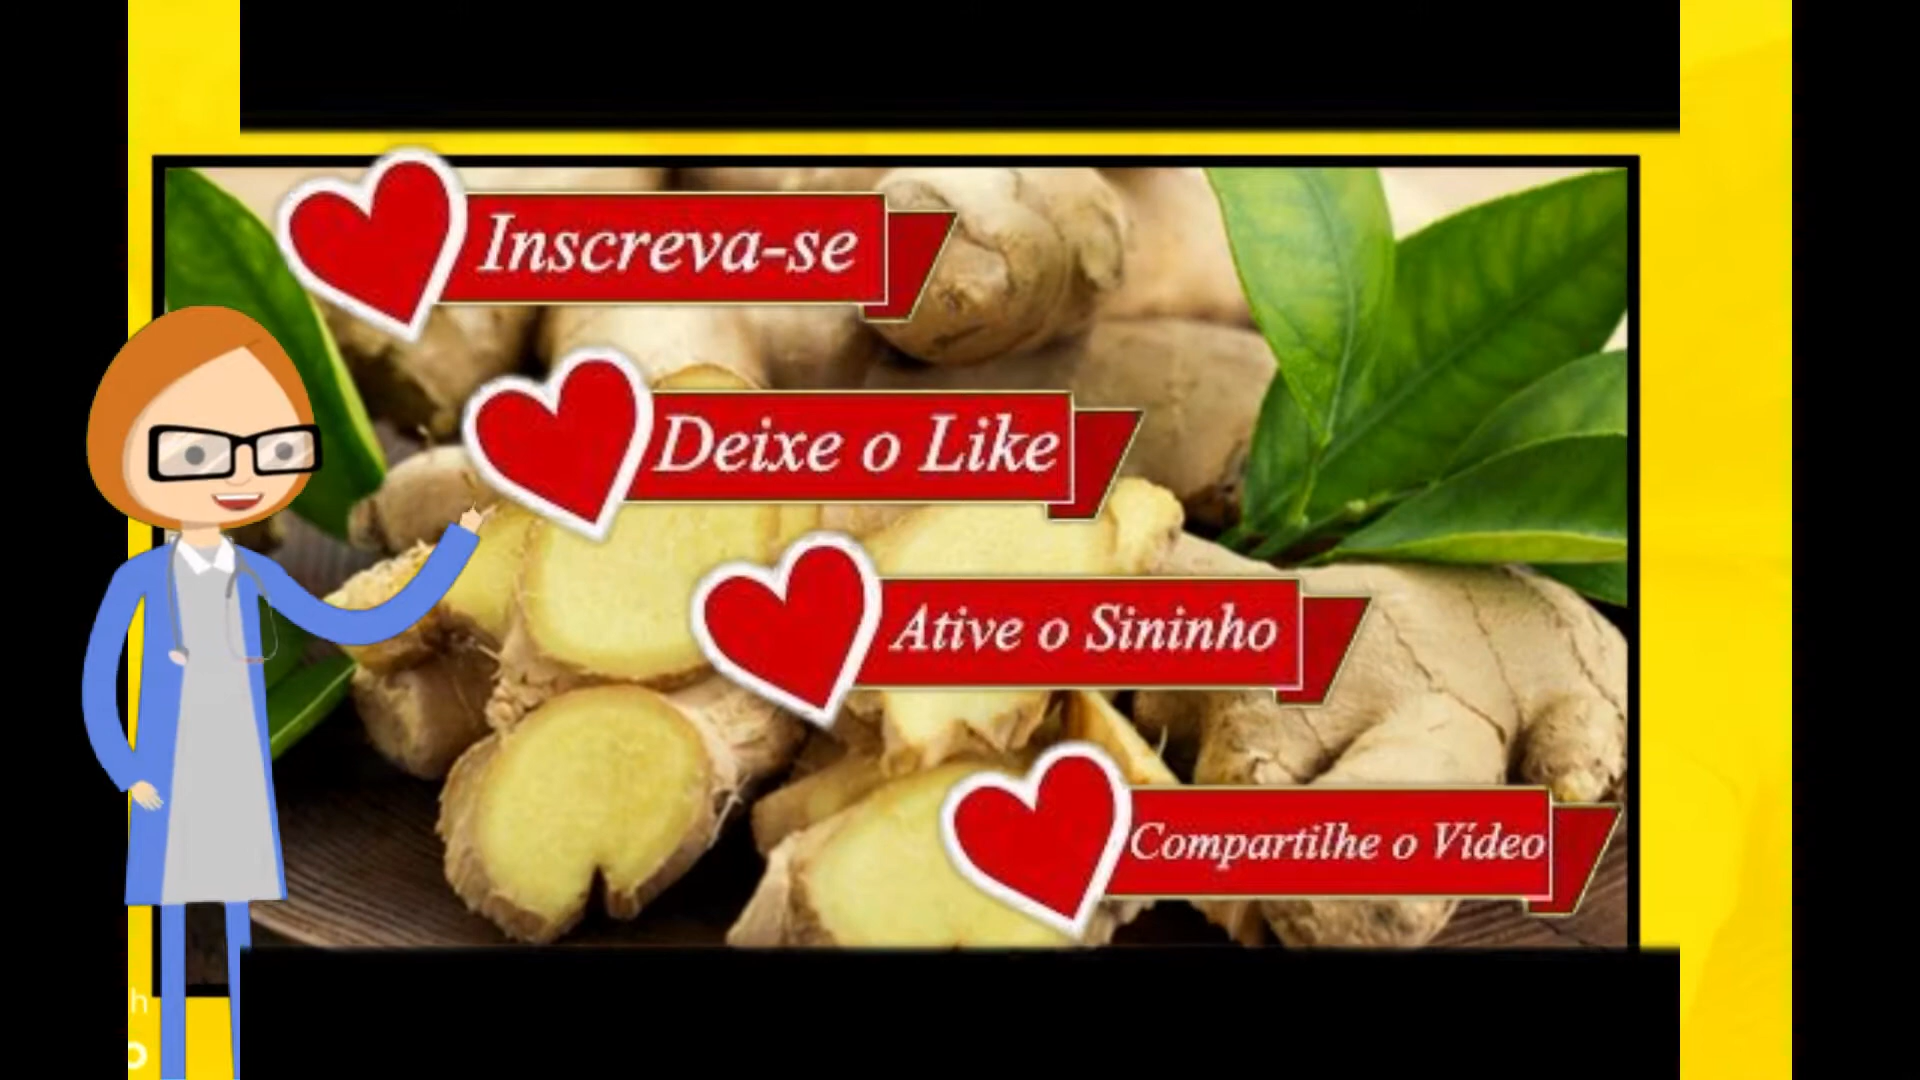 Inscreva-se
Deixe o Like
Ative o Sininho
Compartilhe o Vídeo
h
o